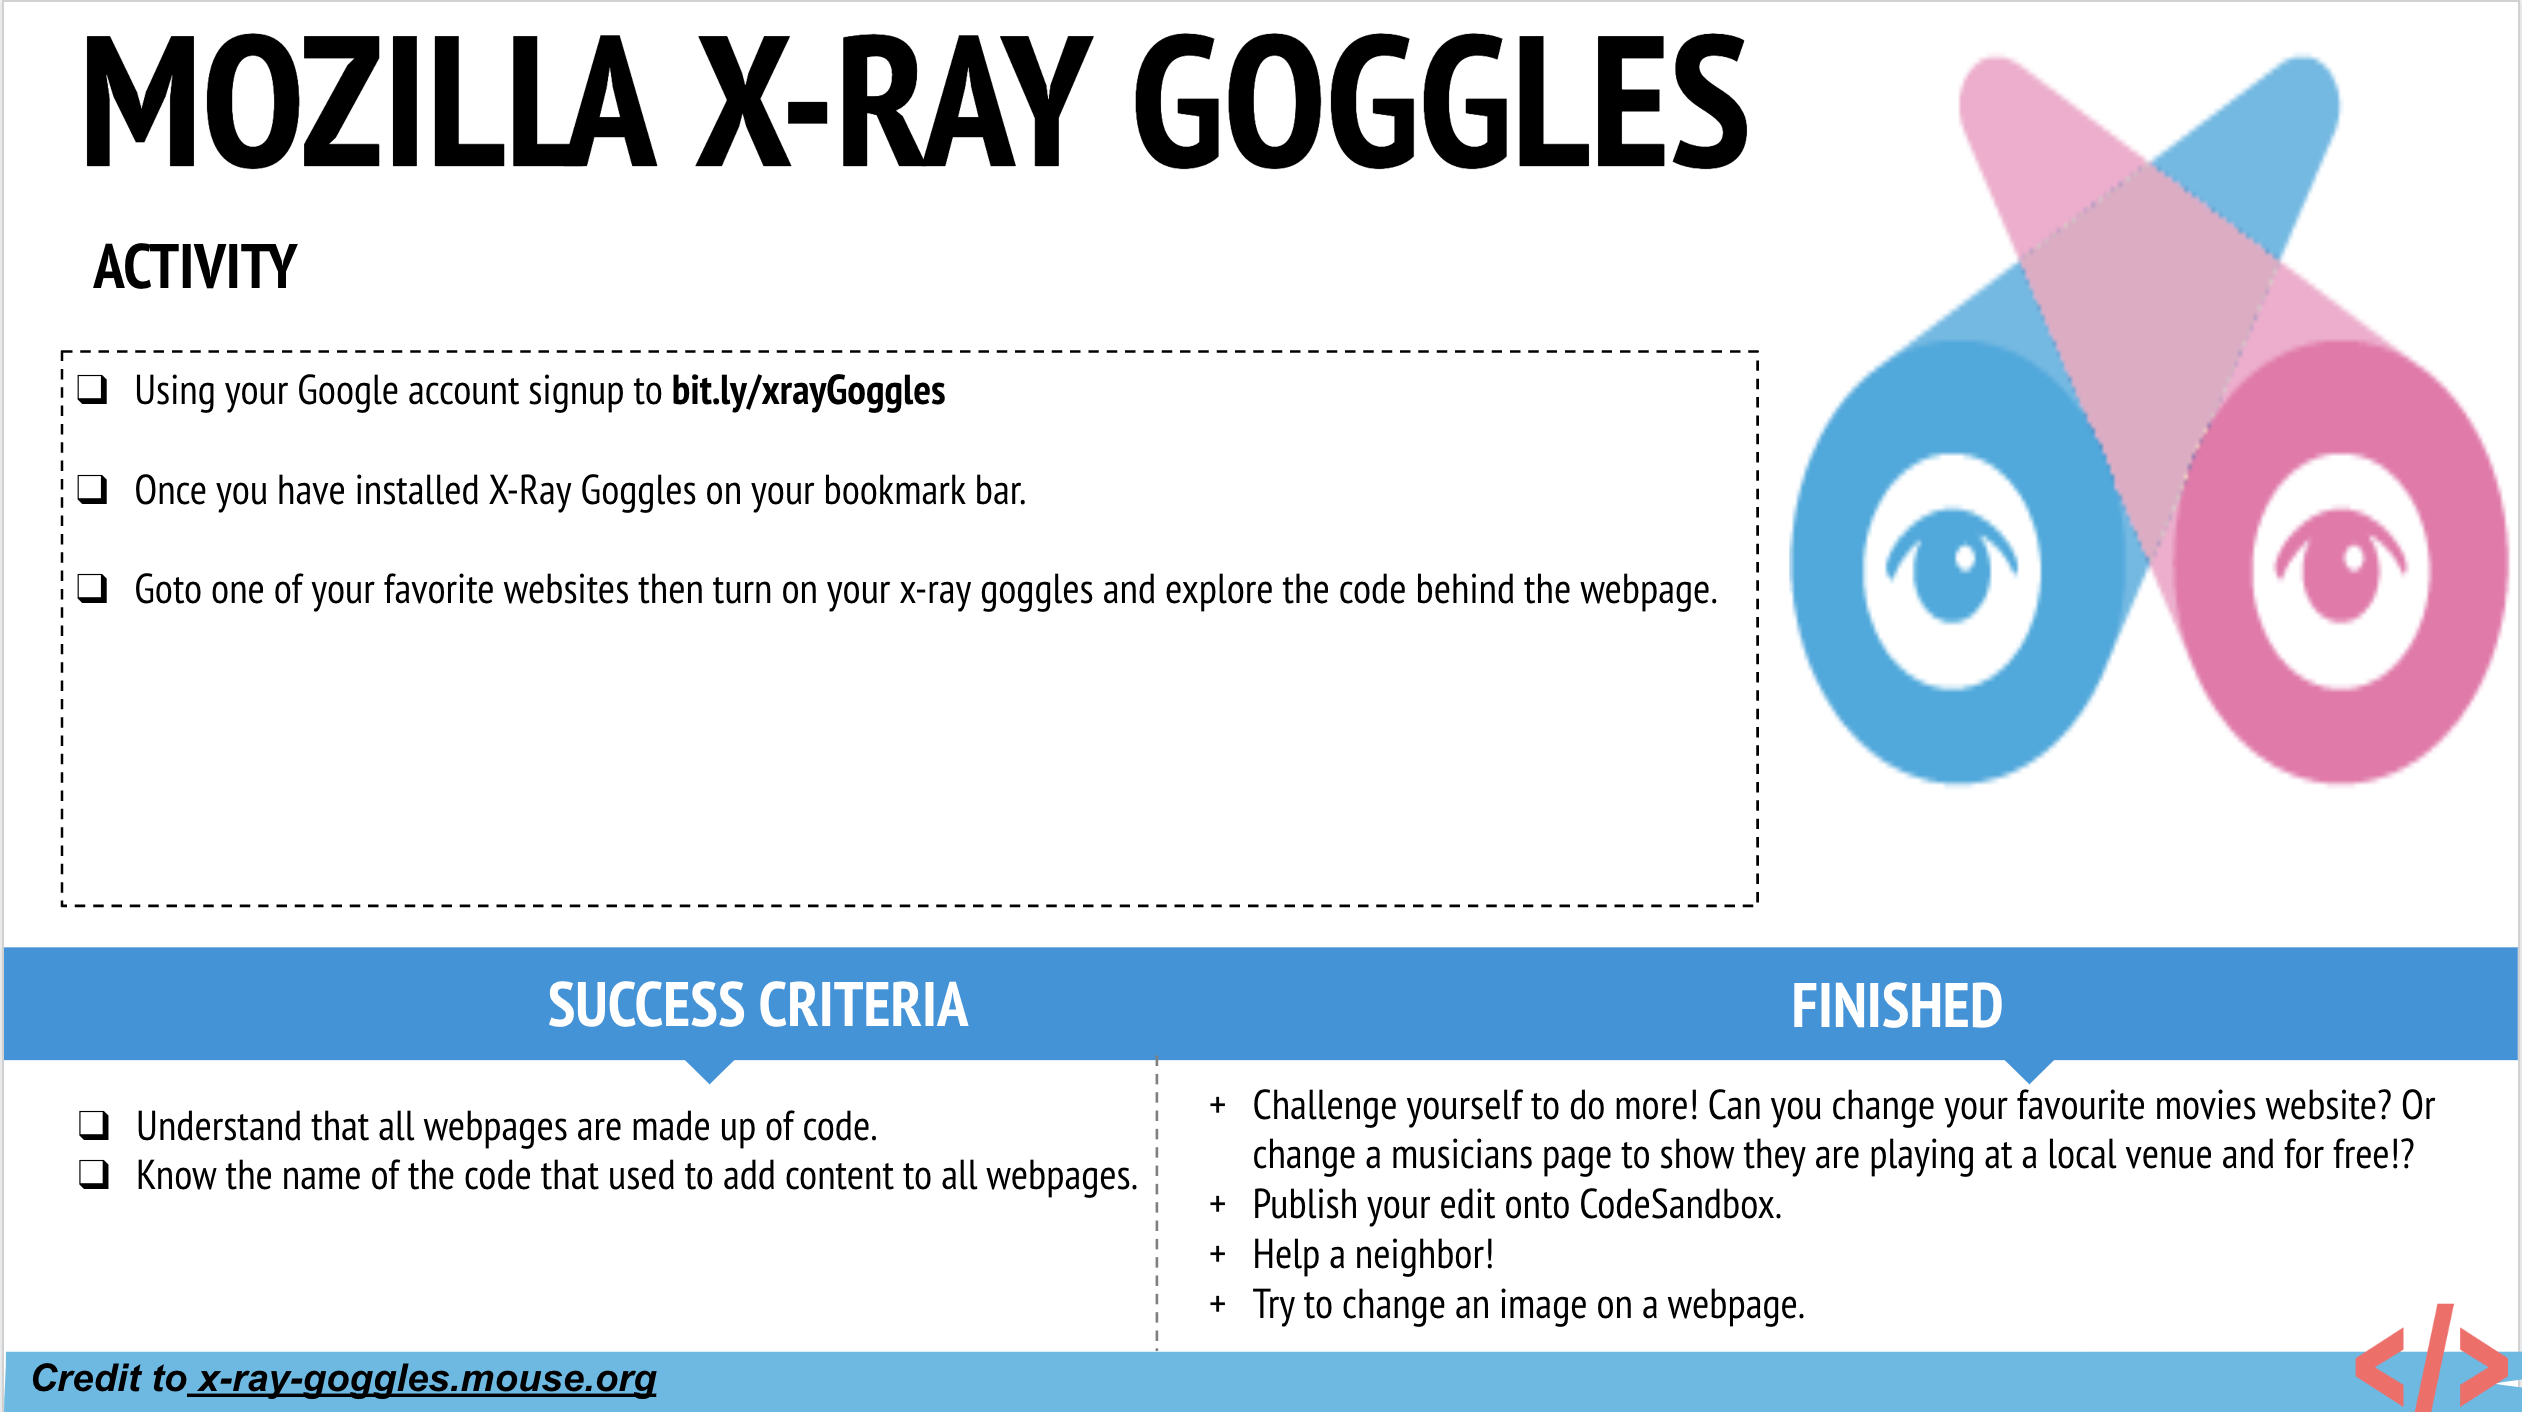 MOZILLA X-RAY GOGGLES
ACTIVITY
❑ Using your Google account signup to bit.ly/xrayGoggles
❑ Once you have installed X-Ray Goggles on your bookmark bar.
❑ Goto one of your favorite websites then turn on your x-ray goggles and explore the code behind the webpage.
SUCCESS CRITERIA
❑ Understand that all webpages are made up of code.
❑ Know the name of the code that used to add content to all webpages.
FINISHED
+ Challenge yourself to do more! Can you change your favourite movies website? Or
change a musicians page to show they are playing at a local venue and for free!?
+ Publish your edit onto CodeSandbox.
+ Help a neighbor!
+ Try to change an image on a webpage.
Credit to x-ray-goggles.mouse.org
</>